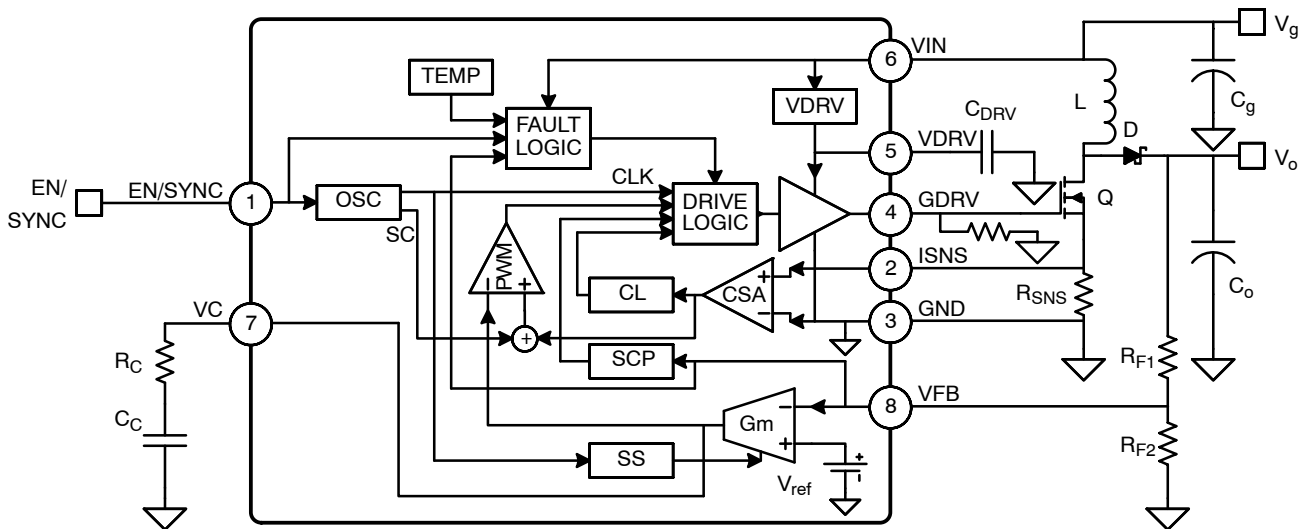 6
VIN
Vg
TEMP
FAULT
LOGIC
VDRV
CDRV
L
Cg
5
VDRV
D
Vo
EN/
SYNC
EN/SYNC
1
OSC
CLK
SC
DRIVE
LOGIC
4
GDRV
Q
PWM
− +
2
ISNS
CL
CSA
+
−
RSNS
Co
VC
7
+
3
GND
RC
SCP
RF1
CC
Gm
−
+
8
VFB
SS
Vref
+
-
RF2